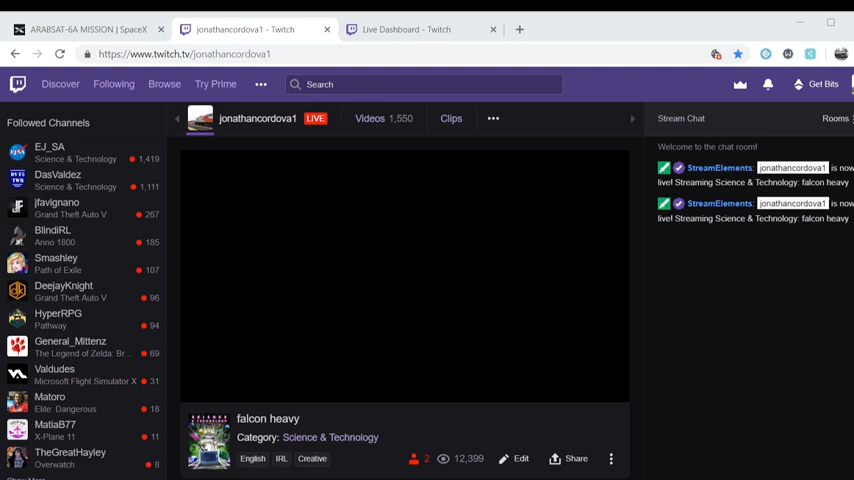 ARABSAT-6A MISSION | SpaceX
jonathancordova1 - Twitch
Live Dashboard - Twitch
https://www.twitch.tv/jonathancordova1
Discover
Following
Browse
Try Prime
Search
Get Bits
Followed Channels
jonathancordova1 LIVE
Videos 1,550
Clips
Stream Chat
Rooms
EJ_SA
Science & Technology 1,419
DasValdez
Science & Technology 1,111
jfavignano
Grand Theft Auto V 267
BlindiRL
Anno 1800 185
Smashley
Path of Exile 107
DeejayKnight
Grand Theft Auto V 96
HyperRPG
Pathway 94
General_Mittenz
The Legend of Zelda: Br... 69
Valdudes
Microsoft Flight Simulator X 31
Matoro
Elite: Dangerous 18
MatiaB77
X-Plane 11 11
TheGreatHayley
Overwatch 8
Welcome to the chat room!
StreamElements: jonathancordova1 is now
live! Streaming Science & Technology: falcon heavy
StreamElements: jonathancordova1 is now
live! Streaming Science & Technology: falcon heavy
falcon heavy
Category: Science & Technology
English IRL Creative
2 12,399 Edit Share